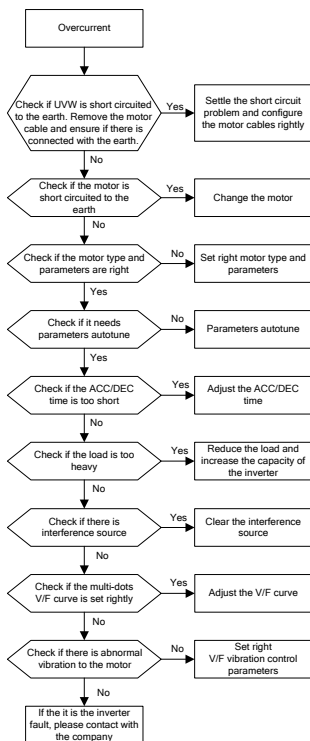 Overcurrent
Check if UVW is short circuited
to the earth. Remove the motor
cable and ensure if there is
connected with the earth.
Yes
Settle the short circuit
problem and configure
the motor cables rightly
No
Check if the motor is
short circuited to the
earth
Yes
Change the motor
No
Check if the motor type and
parameters are right
No
Set right motor type and
parameters
Yes
Check if it needs
parameters autotune
No
Parameters autotune
Yes
Check if the ACC/DEC
time is too short
Yes
Adjust the ACC/DEC
time
No
Check if the load is too
heavy
Yes
Reduce the load and
increase the capacity of
the inverter
No
Check if there is
interference source
Yes
Clear the interference
source
No
Check if the multi-dots
V/F curve is set rightly
Yes
Adjust the V/F curve
No
Check if there is abnormal
vibration to the motor
No
Set right
V/F vibration control
parameters
No
If the it is the inverter
fault, please contact with
the company